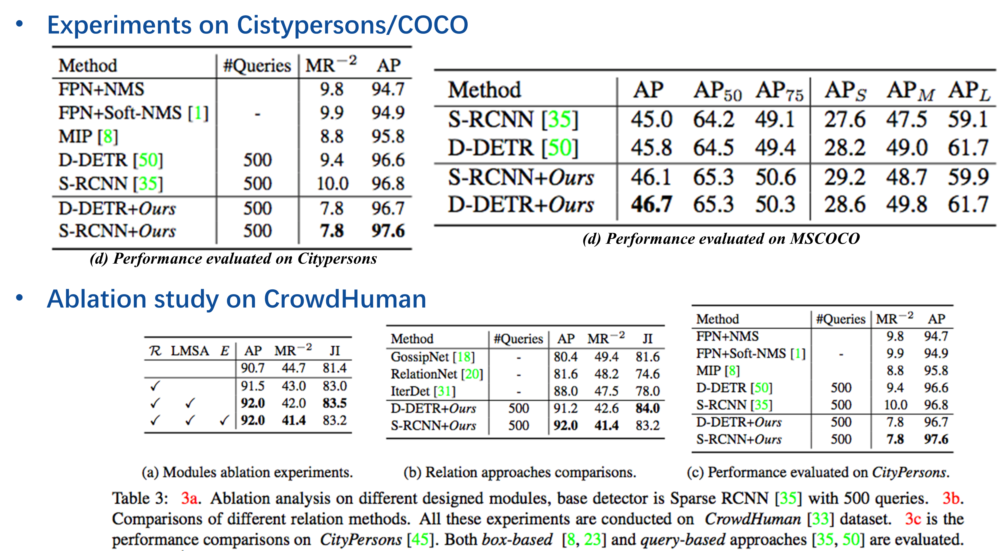 • Experiments on Cistypersons/COCO
Method #Queries MR⁻² AP
FPN+NMS 9.8 94.7
FPN+Soft-NMS [1] - 9.9 94.9
MIP [8] 8.8 95.8
D-DETR [50] 500 9.4 96.6
S-RCNN [35] 500 10.0 96.8
D-DETR+Ours 500 7.8 96.7
S-RCNN+Ours 500 7.8 97.6
(d) Performance evaluated on Citypersons
Method AP AP₅₀ AP₇₅ AP_S AP_M AP_L
S-RCNN [35] 45.0 64.2 49.1 27.6 47.5 59.1
D-DETR [50] 45.8 64.5 49.4 28.2 49.0 61.7
S-RCNN+Ours 46.1 65.3 50.6 29.2 48.7 59.9
D-DETR+Ours 46.7 65.3 50.3 28.6 49.8 61.7
(d) Performance evaluated on MSCOCO
• Ablation study on CrowdHuman
R LMSA E AP MR⁻² JI
90.7 44.7 81.4
✓ 91.5 43.0 83.0
✓ ✓ 92.0 42.0 83.5
✓ ✓ ✓ 92.0 41.4 83.2
(a) Modules ablation experiments.
Method #Queries AP MR⁻² JI
GossipNet [18] - 80.4 49.4 81.6
RelationNet [20] - 81.6 48.2 74.6
IterDet [31] - 88.0 47.5 78.0
D-DETR+Ours 500 91.2 42.6 84.0
S-RCNN+Ours 500 92.0 41.4 83.2
(b) Relation approaches comparisons.
Method #Queries MR⁻² AP
FPN+NMS 9.8 94.7
FPN+Soft-NMS [1] - 9.9 94.9
MIP [8] 8.8 95.8
D-DETR [50] 500 9.4 96.6
S-RCNN [35] 500 10.0 96.8
D-DETR+Ours 500 7.8 96.7
S-RCNN+Ours 500 7.8 97.6
(c) Performance evaluated on CityPersons.
Table 3: 3a. Ablation analysis on different designed modules, base detector is Sparse RCNN [35] with 500 queries. 3b.
Comparisons of different relation methods. All these experiments are conducted on CrowdHuman [33] dataset. 3c is the
performance comparisons on CityPersons [45]. Both box-based [8, 23] and query-based approaches [35, 50] are evaluated.